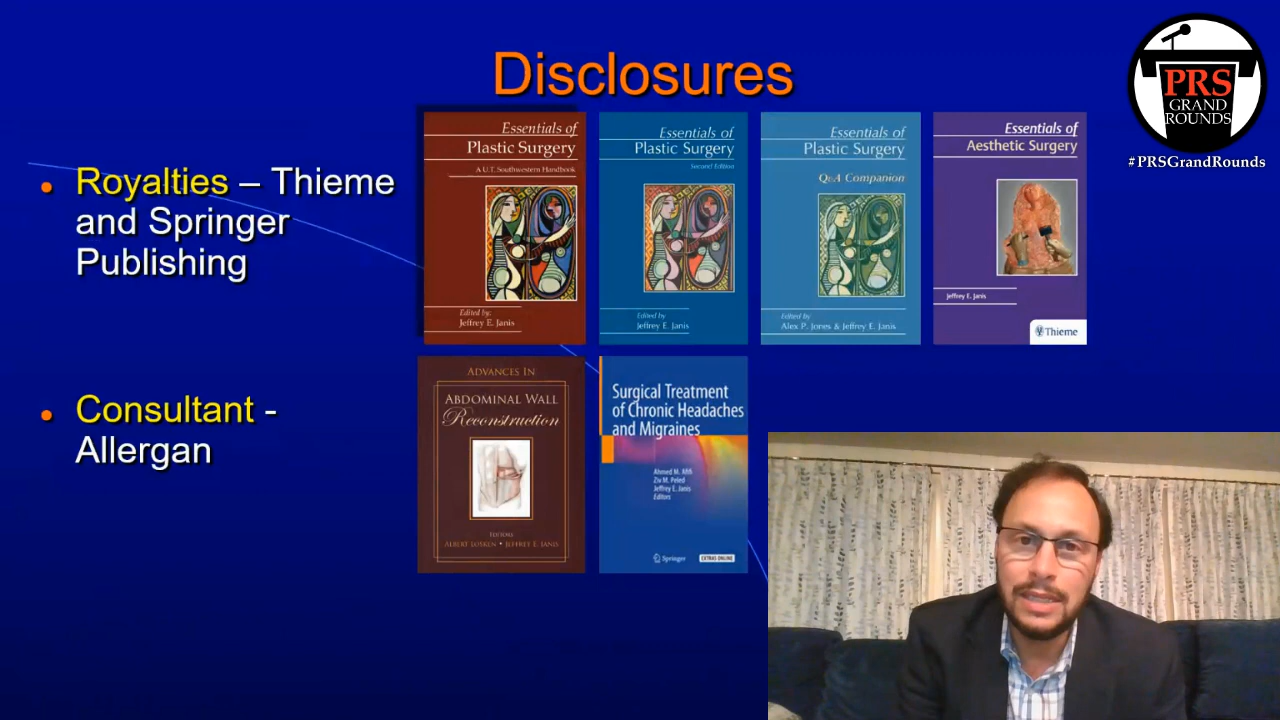 Disclosures
PRS
GRAND
ROUNDS
#PRSGrandRounds
• Royalties – Thieme
and Springer
Publishing
• Consultant -
Allergan
Essentials of
Plastic Surgery
A U.T. Southwestern Handbook
Edited by:
Jeffrey E. Janis
Essentials of
Plastic Surgery
Second Edition
Edited by
Jeffrey E. Janis
Essentials of
Plastic Surgery
Q&A Companion
Edited by
Alex P. Jones & Jeffrey E. Janis
Essentials of
Aesthetic Surgery
Jeffrey E. Janis
Thieme
ADVANCES IN
ABDOMINAL WALL
Reconstruction
EDITORS
ALBERT LOSKEN • JEFFREY E. JANIS
Surgical Treatment
of Chronic Headaches
and Migraines
Ahmed M. Afifi
Ziv M. Peled
Jeffrey E. Janis
Editors
Springer
EXTRAS ONLINE